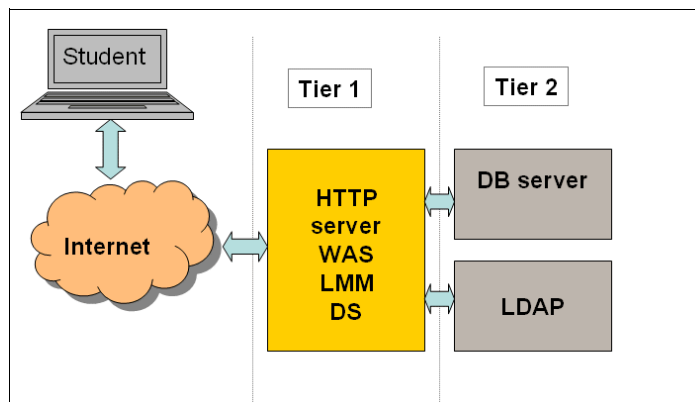 Student
Tier 1
Tier 2
HTTP
server
WAS
LMM
DS
DB server
LDAP
Internet